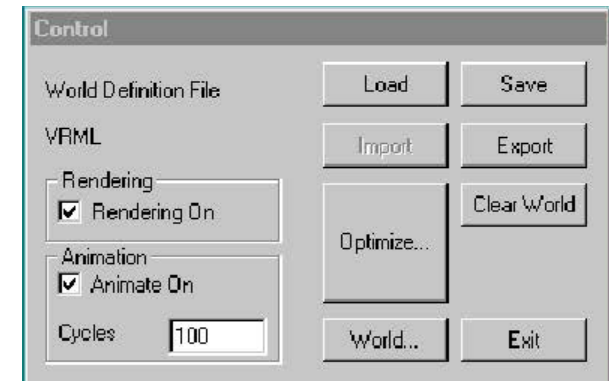 Control
World Definition File Load Save
VRML Import Export
Rendering
Rendering On
Clear World
Optimize...
Animation
Animate On
Cycles 100 World... Exit